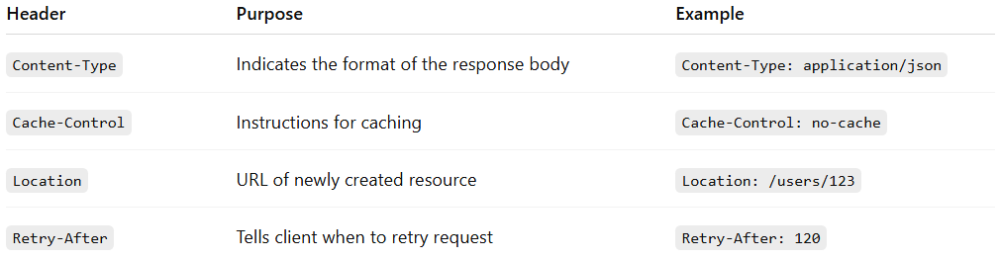 Header Purpose Example
Content-Type Indicates the format of the response body Content-Type: application/json
Cache-Control Instructions for caching Cache-Control: no-cache
Location URL of newly created resource Location: /users/123
Retry-After Tells client when to retry request Retry-After: 120